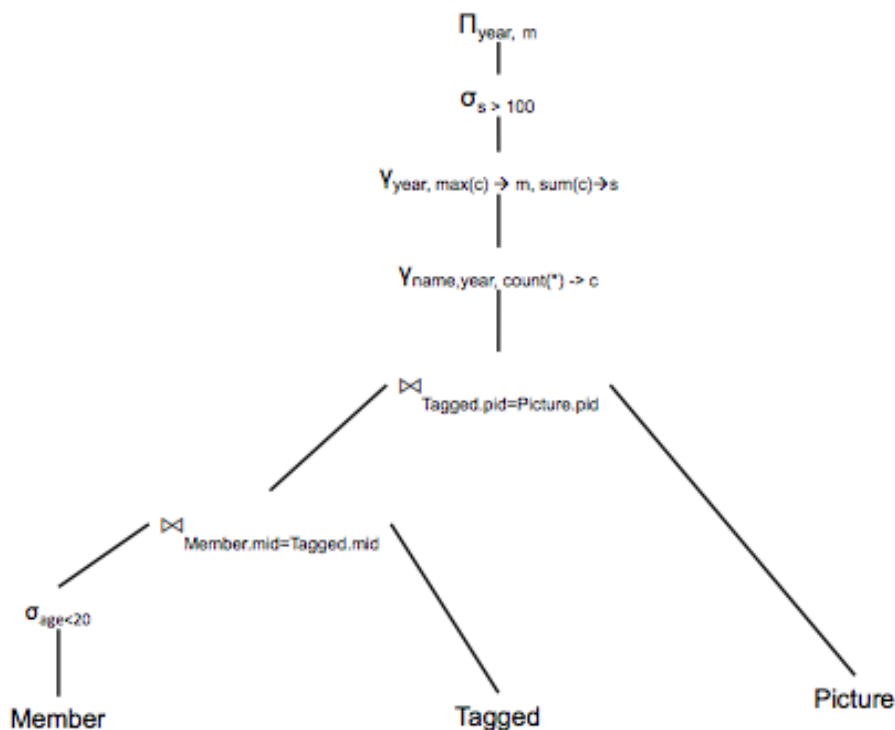 Π year, m
σ s > 100
γ year, max(c) → m, sum(c)→s
γ name,year, count(*) -> c
⋈ Tagged.pid=Picture.pid
⋈ Member.mid=Tagged.mid
σ age<20
Member
Tagged
Picture